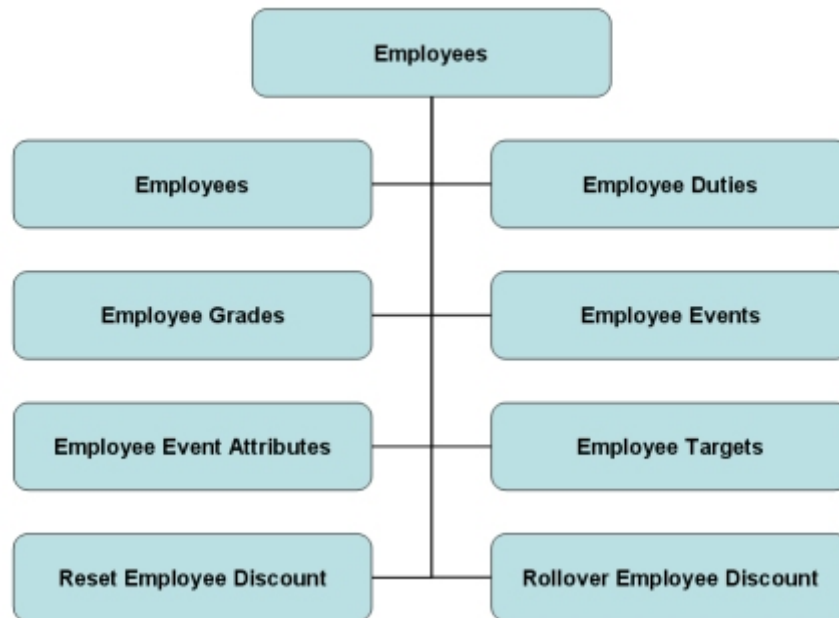 Employees
Employees
Employee Duties
Employee Grades
Employee Events
Employee Event Attributes
Employee Targets
Reset Employee Discount
Rollover Employee Discount